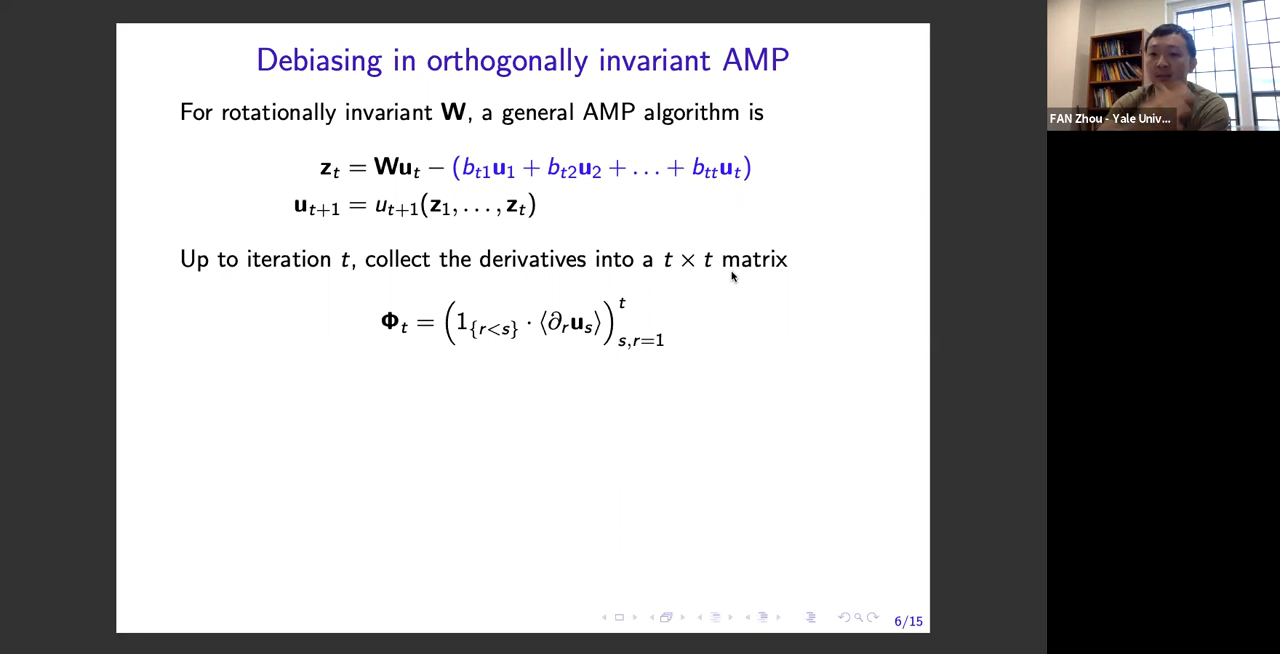 Debiasing in orthogonally invariant AMP
For rotationally invariant W, a general AMP algorithm is
z_t = Wu_t − (b_{t1}u_1 + b_{t2}u_2 + … + b_{tt}u_t)
u_{t+1} = u_{t+1}(z_1, …, z_t)
Up to iteration t, collect the derivatives into a t × t matrix
Φ_t = (1_{r<s} · ⟨∂_r u_s⟩)^t_{s,r=1}
6/15
FAN Zhou - Yale Univ...